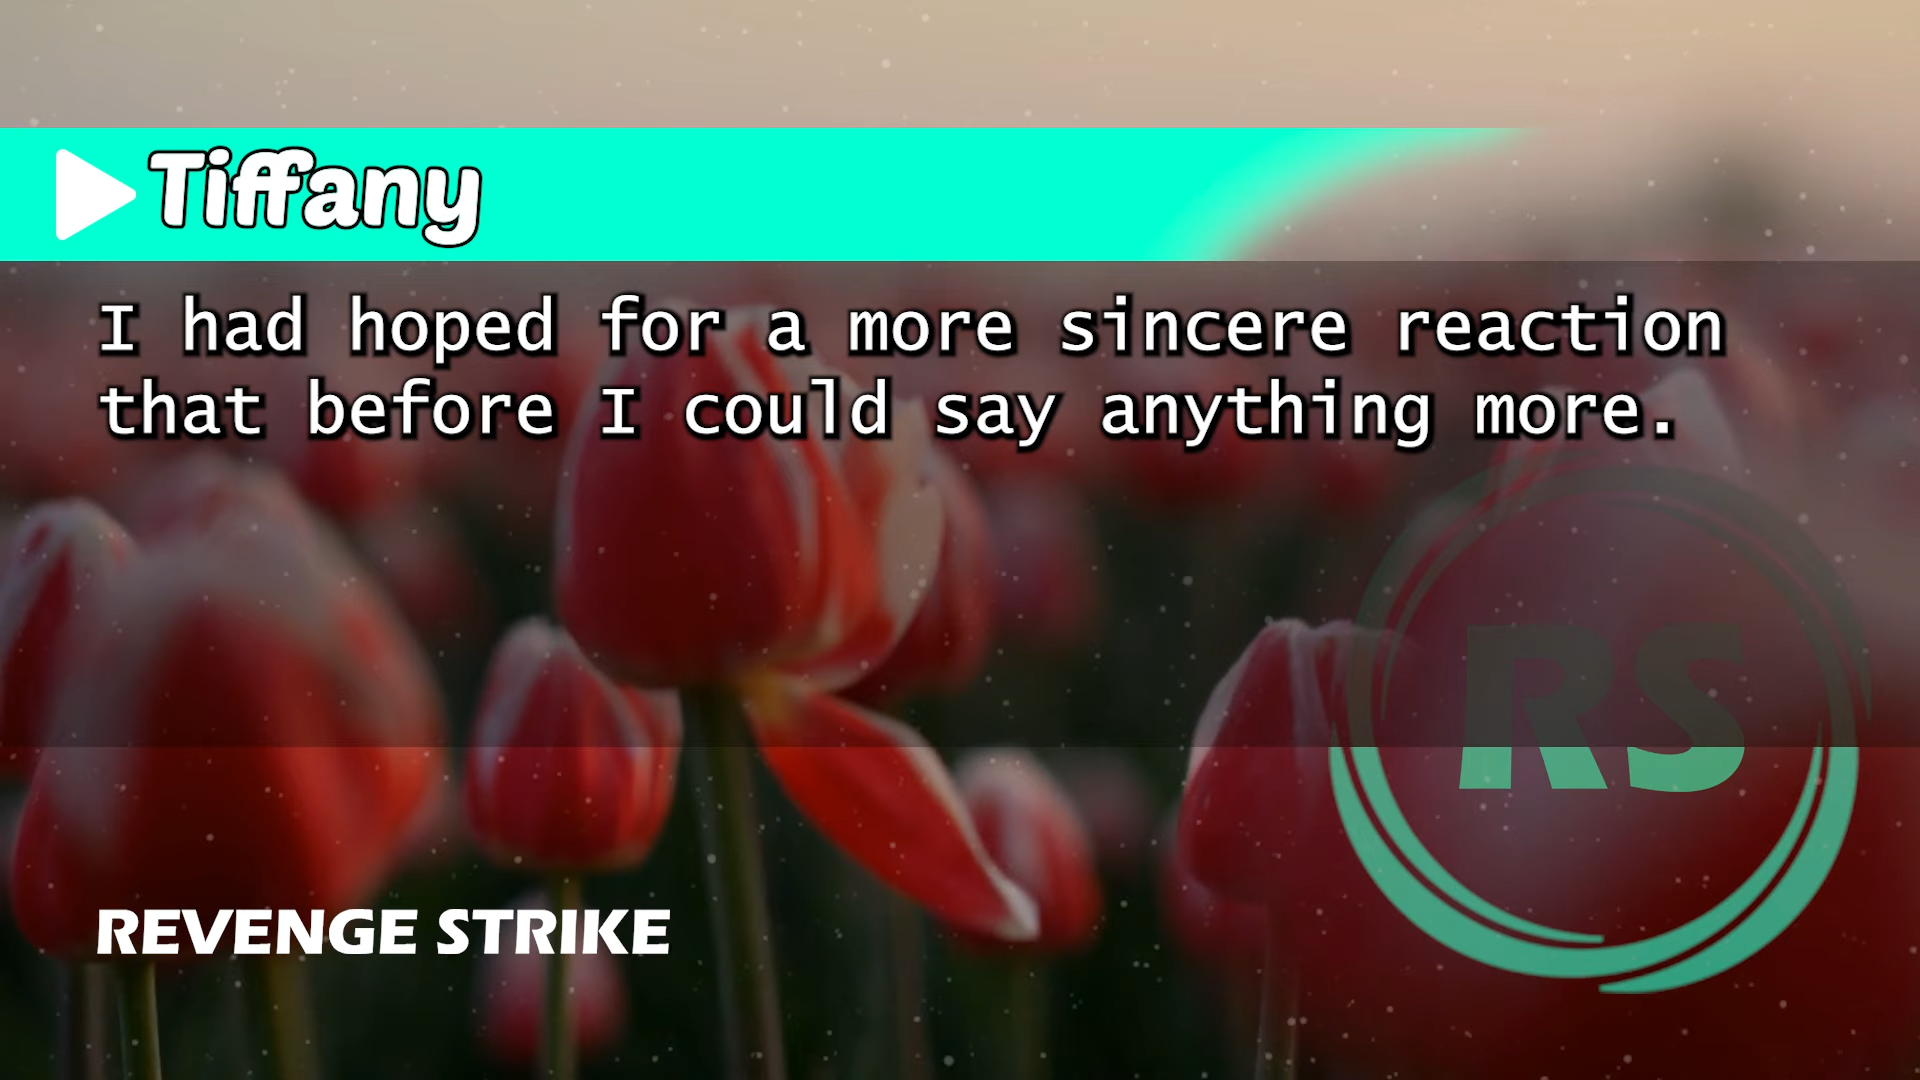 Tiffany
I had hoped for a more sincere reaction
that before I could say anything more.
RS
REVENGE STRIKE